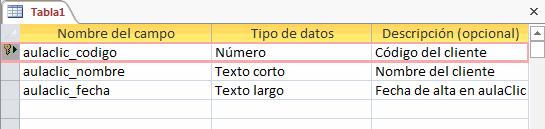 Tabla1
Nombre del campo Tipo de datos Descripción (opcional)
aulaclic_codigo Número Código del cliente
aulaclic_nombre Texto corto Nombre del cliente
aulaclic_fecha Texto largo Fecha de alta en aulaClic